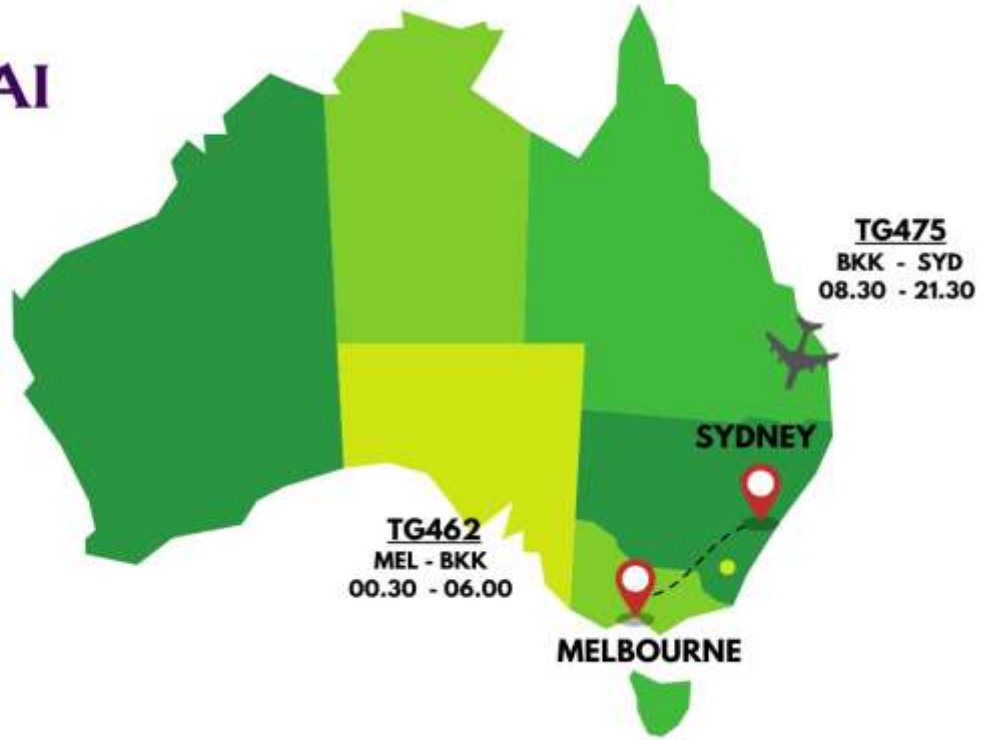 AI
TG475
BKK - SYD
08.30 - 21.30
SYDNEY
TG462
MEL - BKK
00.30 - 06.00
MELBOURNE